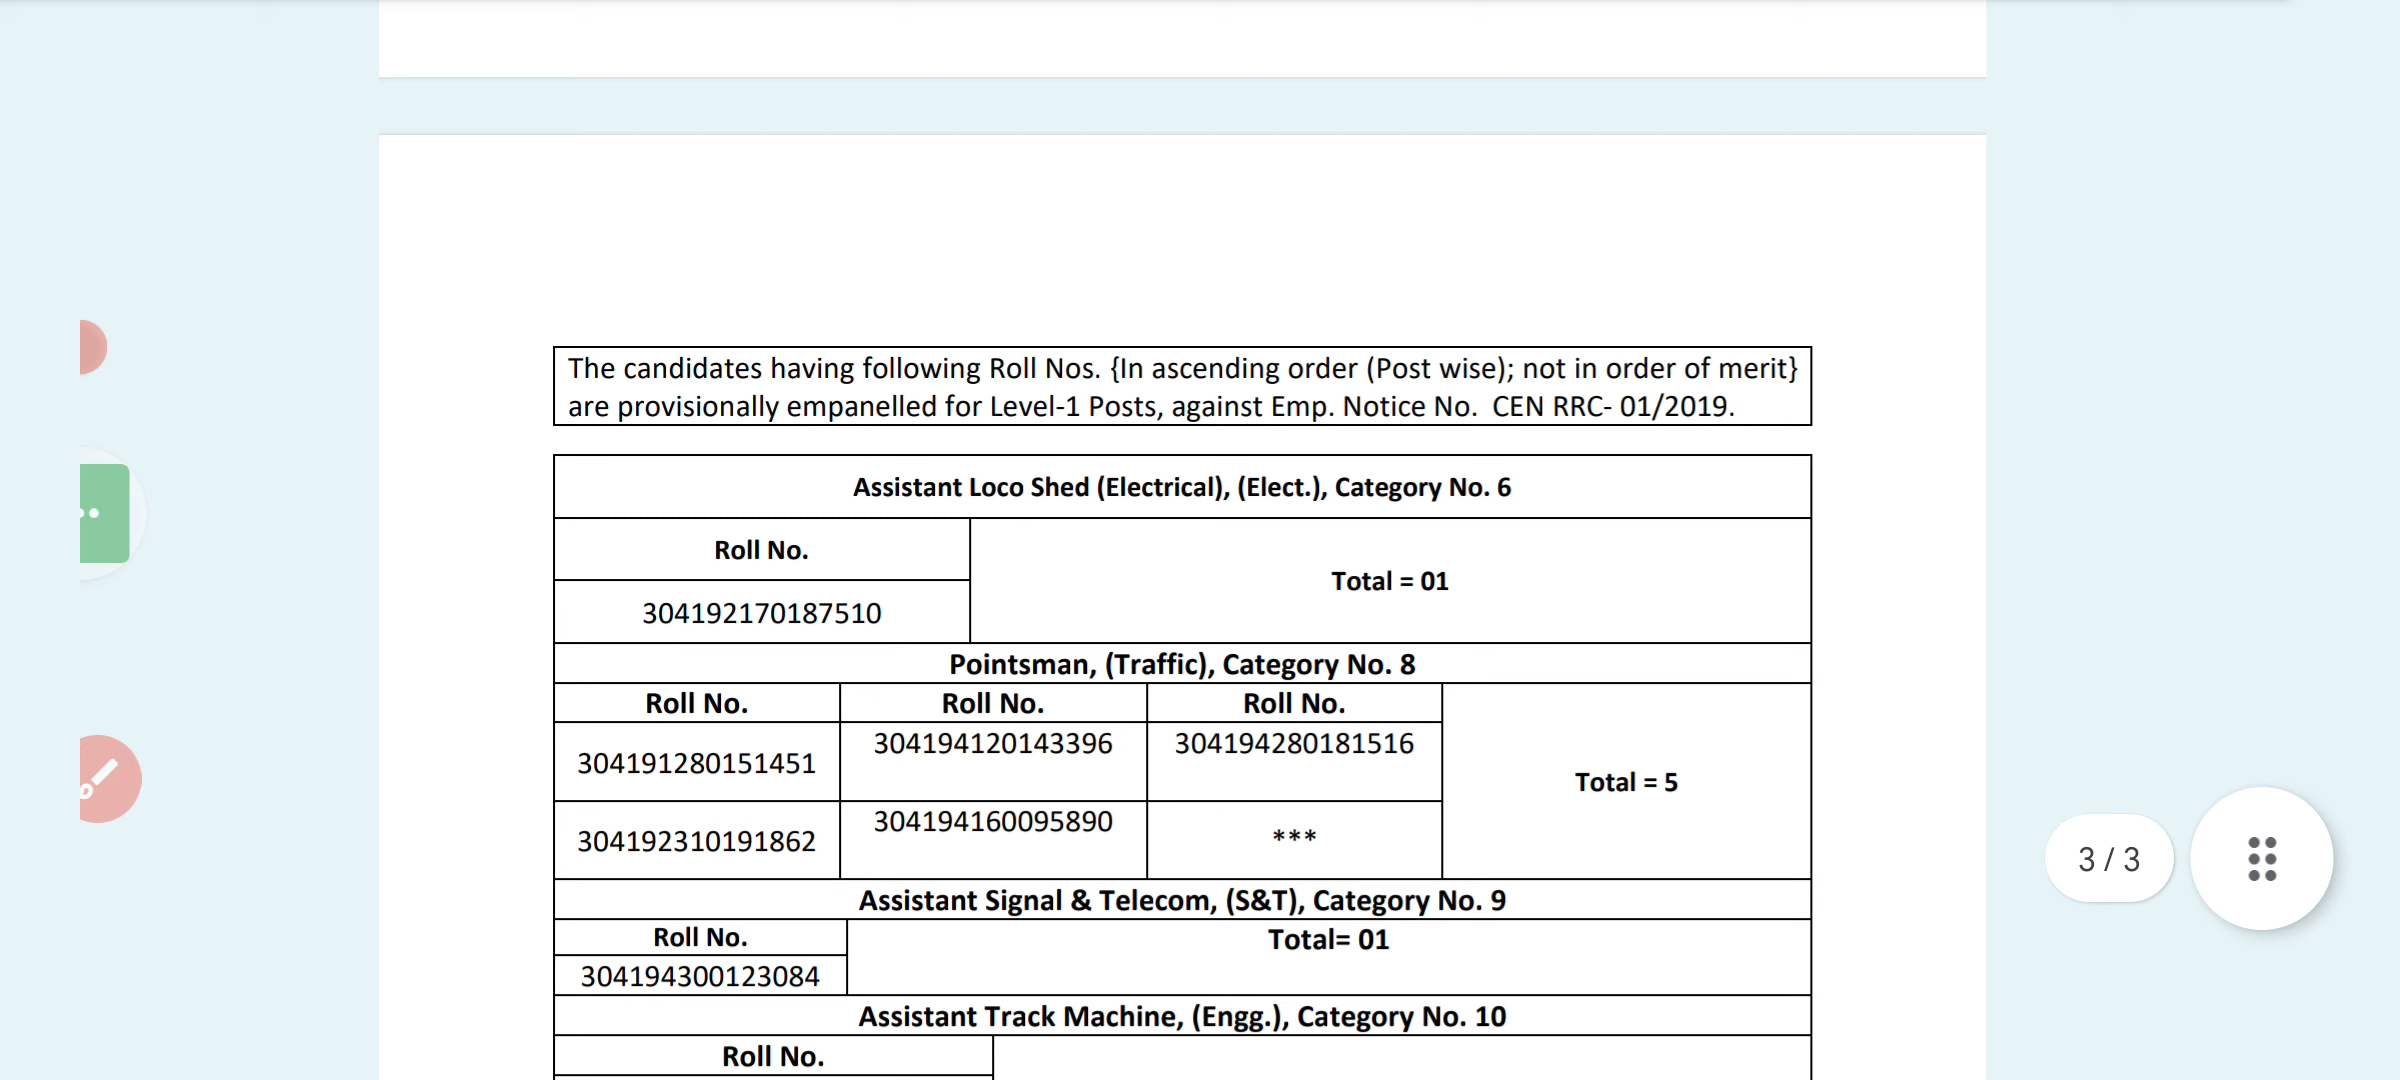 The candidates having following Roll Nos. {In ascending order (Post wise); not in order of merit}
are provisionally empanelled for Level-1 Posts, against Emp. Notice No. CEN RRC- 01/2019.
Assistant Loco Shed (Electrical), (Elect.), Category No. 6
Roll No.
Total = 01
304192170187510
Pointsman, (Traffic), Category No. 8
Roll No. Roll No. Roll No.
304191280151451 304194120143396 304194280181516
Total = 5
304192310191862 304194160095890 ***
Assistant Signal & Telecom, (S&T), Category No. 9
Roll No. Total= 01
304194300123084
Assistant Track Machine, (Engg.), Category No. 10
Roll No.
3 / 3